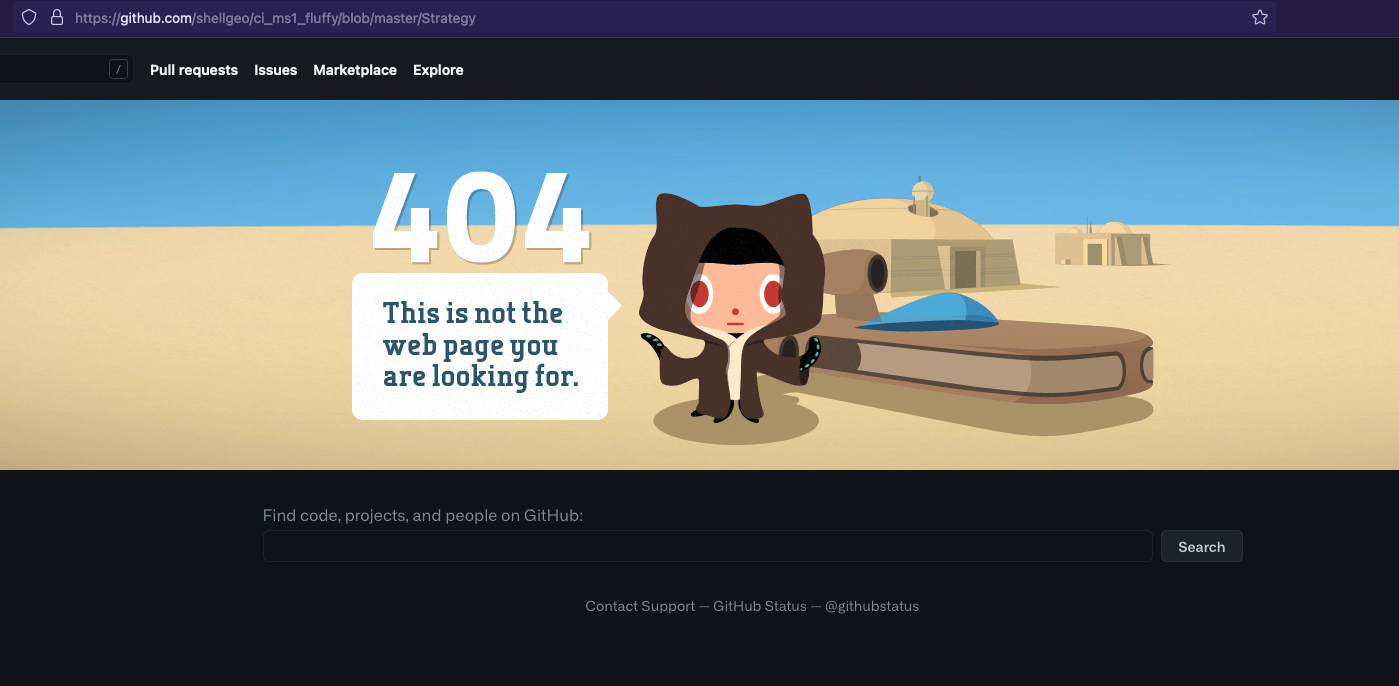 https://github.com/shellgeo/ci_ms1_fluffy/blob/master/Strategy
/
Pull requests Issues Marketplace Explore
404
This is not the
web page you
are looking for.
Find code, projects, and people on GitHub:
Search
Contact Support — GitHub Status — @githubstatus